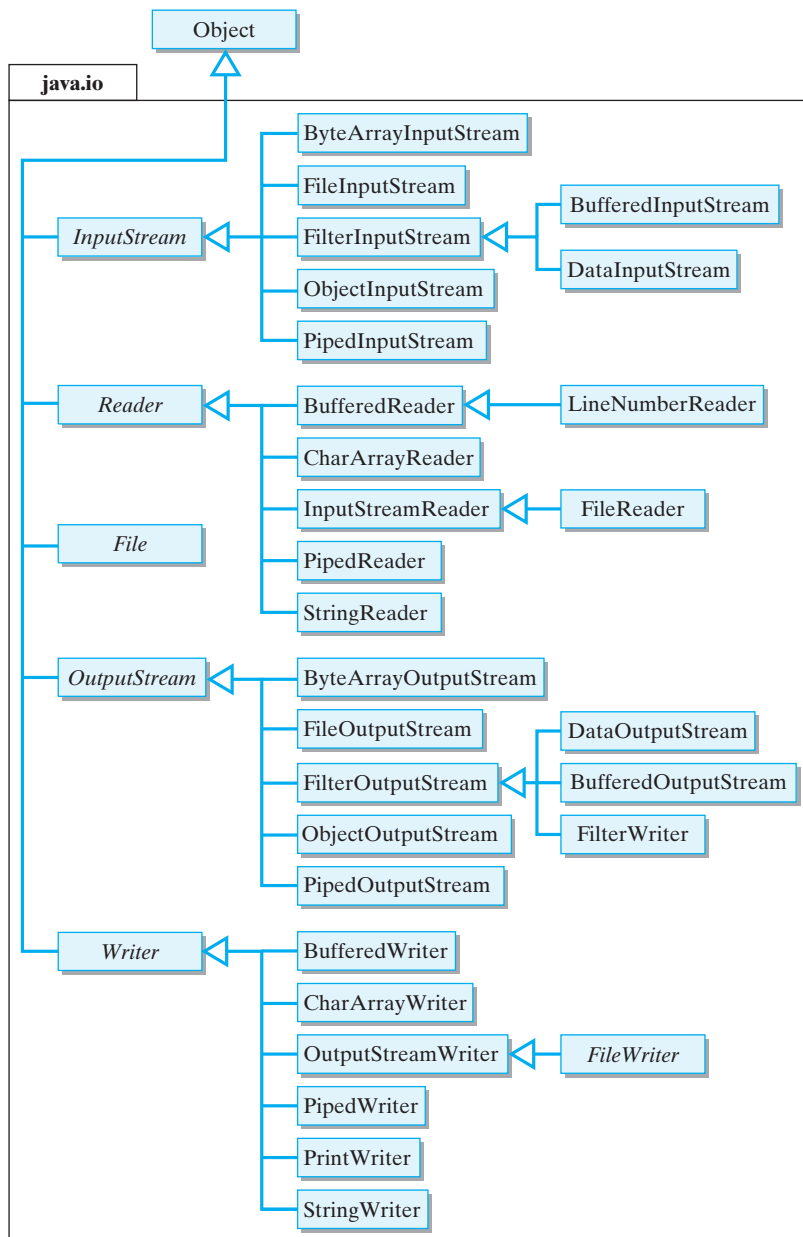 Object
java.io
ByteArrayInputStream
FileInputStream
BufferedInputStream
InputStream
FilterInputStream
DataInputStream
ObjectInputStream
PipedInputStream
Reader
BufferedReader
LineNumberReader
CharArrayReader
InputStreamReader
FileReader
File
PipedReader
StringReader
OutputStream
ByteArrayOutputStream
FileOutputStream
DataOutputStream
FilterOutputStream
BufferedOutputStream
ObjectOutputStream
FilterWriter
PipedOutputStream
Writer
BufferedWriter
CharArrayWriter
OutputStreamWriter
FileWriter
PipedWriter
PrintWriter
StringWriter